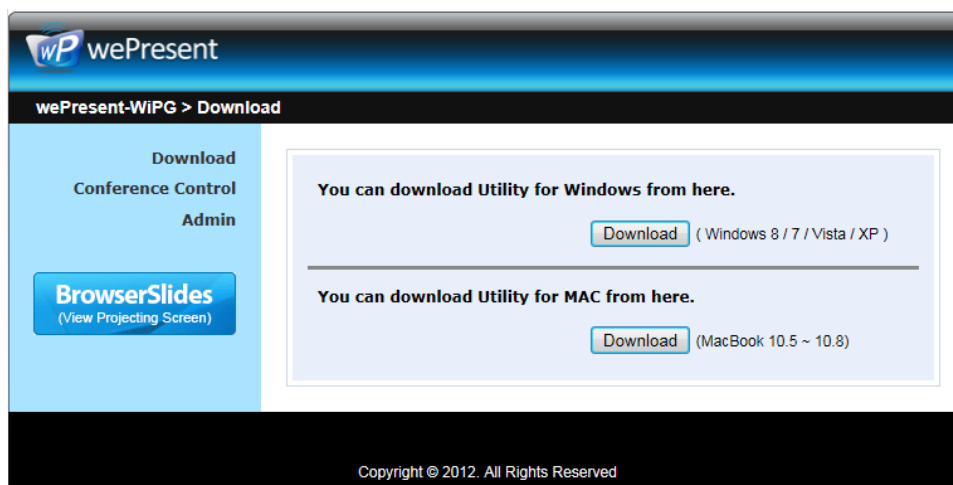 wP wePresent
wePresent-WiPG > Download
Download
Conference Control
Admin
BrowserSlides
(View Projecting Screen)
You can download Utility for Windows from here.
Download ( Windows 8 / 7 / Vista / XP )
You can download Utility for MAC from here.
Download (MacBook 10.5 ~ 10.8)
Copyright © 2012. All Rights Reserved